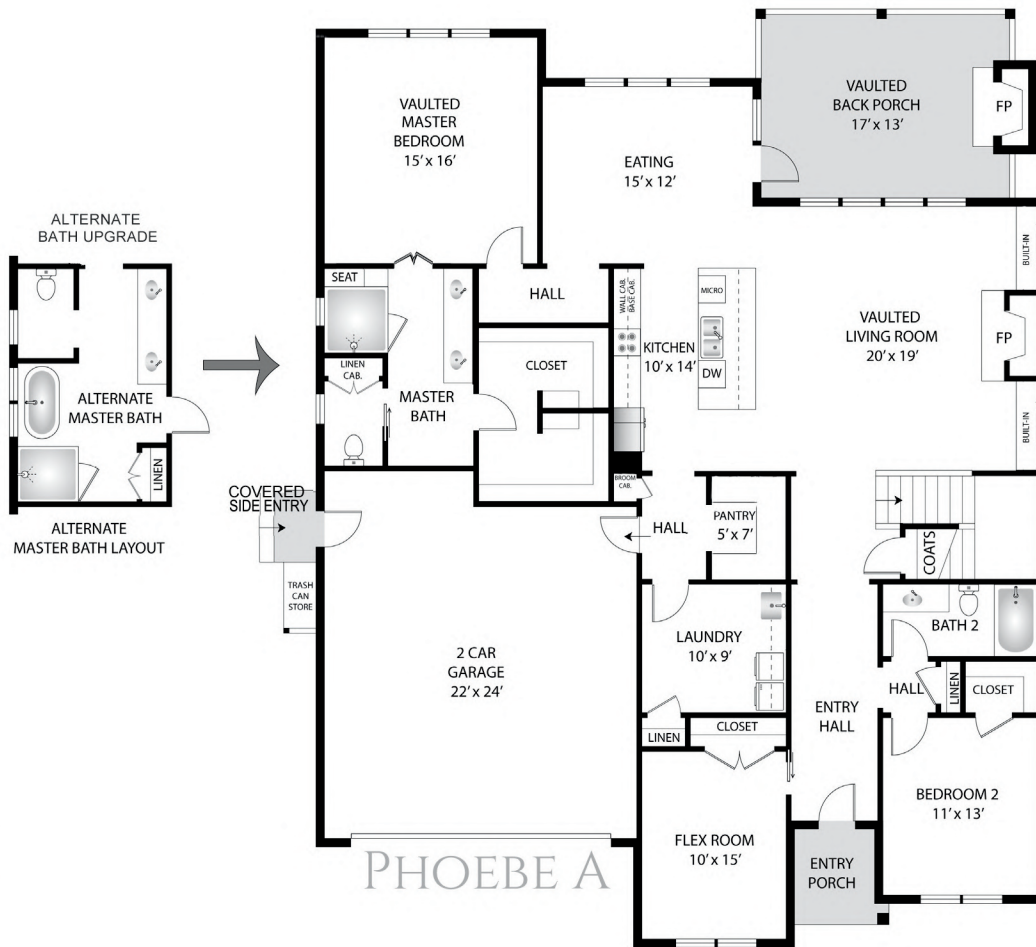 VAULTED
MASTER
BEDROOM
15' x 16'
EATING
15' x 12'
VAULTED
BACK PORCH
17' x 13'
FP
ALTERNATE
BATH UPGRADE
ALTERNATE
MASTER BATH
LINEN
ALTERNATE
MASTER BATH LAYOUT
SEAT
LINEN
CAB.
MASTER
BATH
HALL
CLOSET
WALL CAB.
BASE CAB.
KITCHEN
10' x 14'
MICRO
DW
VAULTED
LIVING ROOM
20' x 19'
BUILT-IN
FP
BUILT-IN
BROOM
CAB.
HALL
PANTRY
5' x 7'
COATS
COVERED
SIDE ENTRY
TRASH
CAN
STORE
2 CAR
GARAGE
22' x 24'
LAUNDRY
10' x 9'
LINEN
CLOSET
BATH 2
HALL
LINEN
CLOSET
ENTRY
HALL
BEDROOM 2
11' x 13'
FLEX ROOM
10' x 15'
ENTRY
PORCH
PHOEBE A